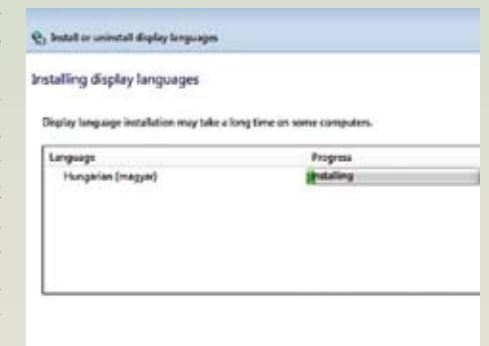 Install or uninstall display languages
Installing display languages
Display language installation may take a long time on some computers.
Language Progress
Hungarian (magyar) Installing